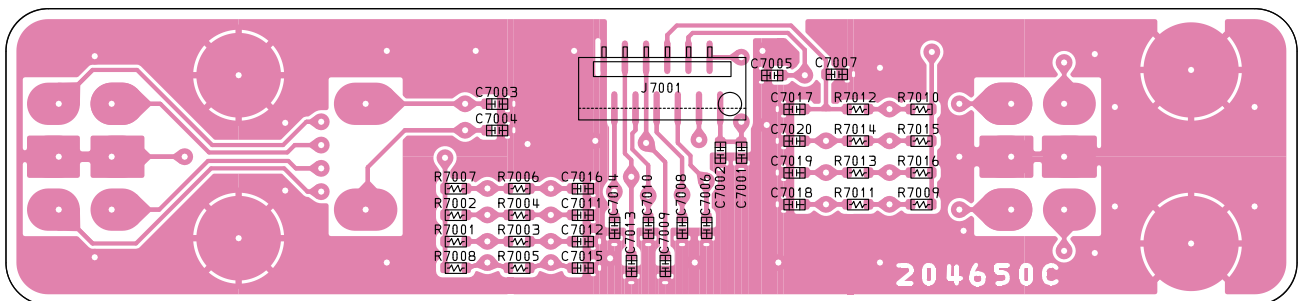 C7005 C7007
J7001
C7003
C7017 R7012 R7010
C7004
C7020 R7014 R7015
C7019 R7013 R7016
R7007 R7006 C7016 C7014 C7010 C7008 C7006 C7002 C7001
C7018 R7011 R7009
R7002 R7004 C7011
R7001 R7003 C7012 C7013 C7009
R7008 R7005 C7015
204650C